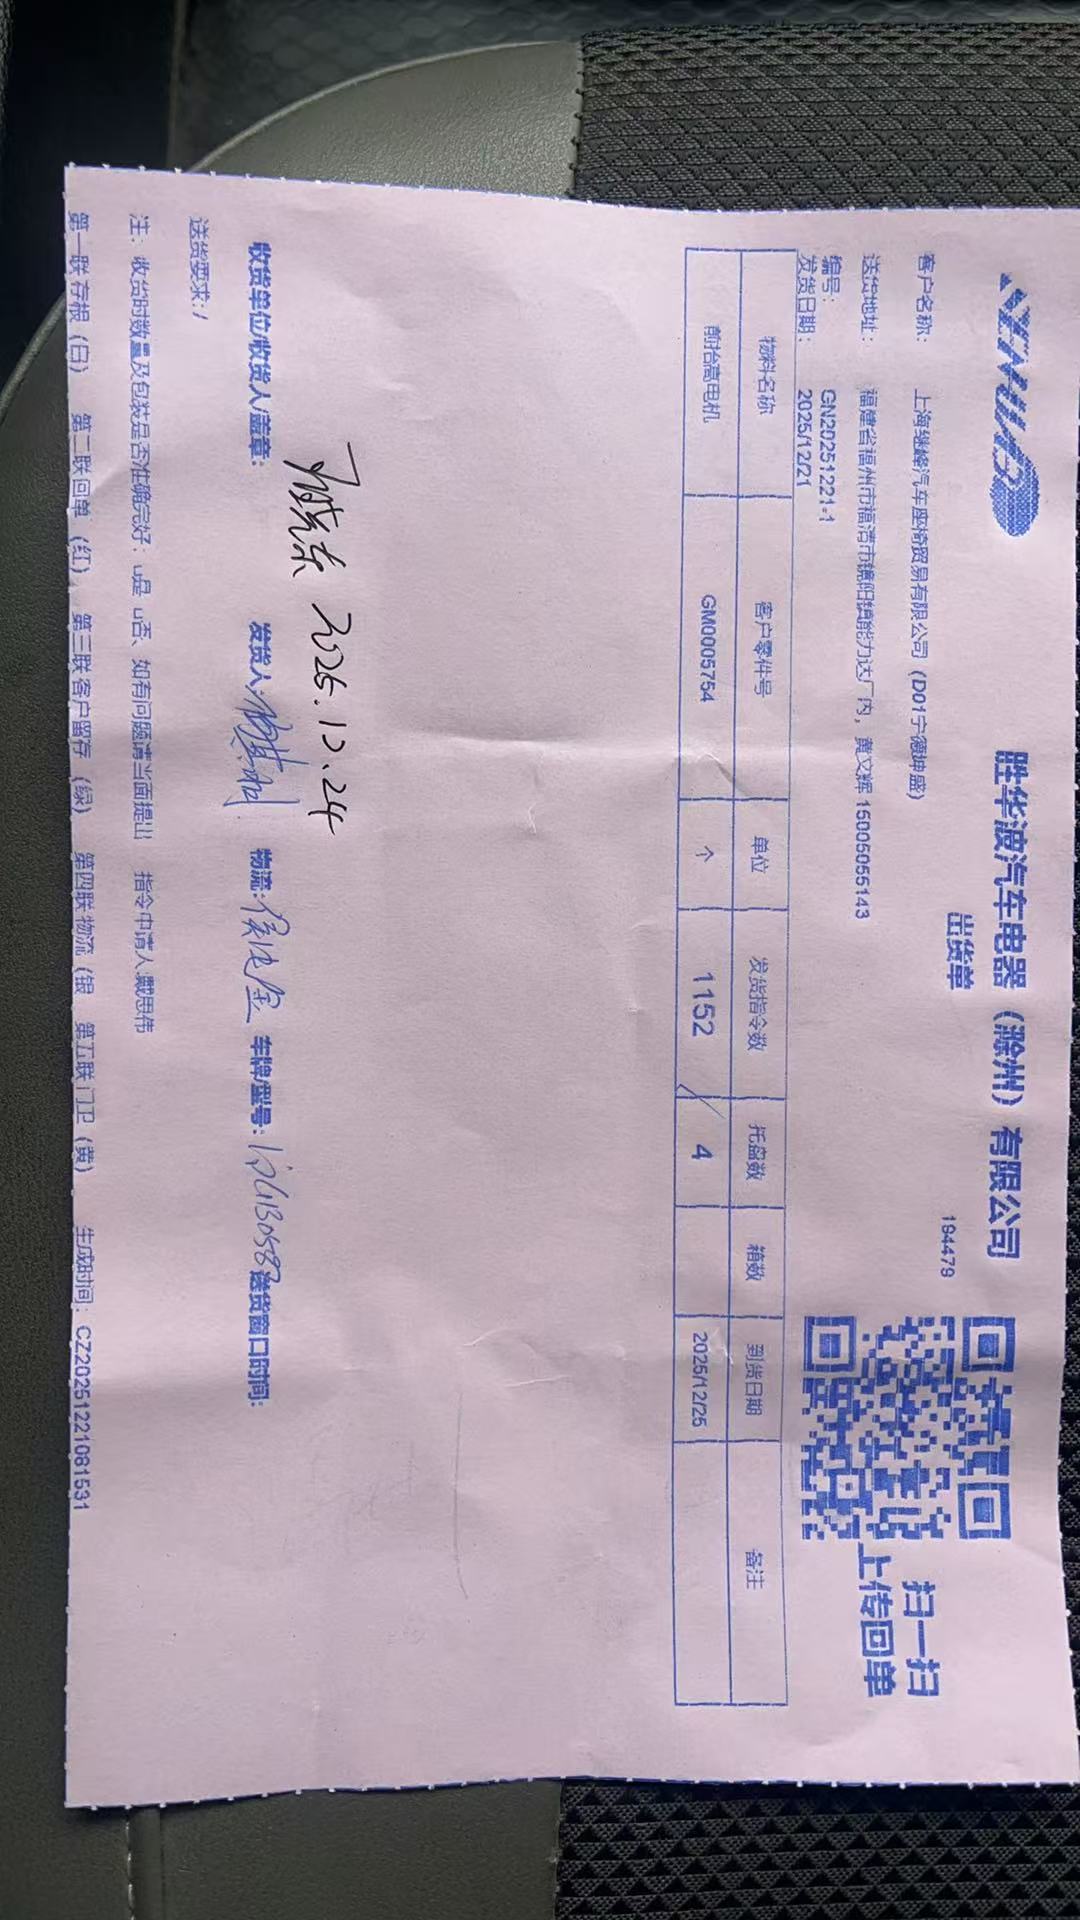 SHB
胜华波汽车电器（滁州）有限公司
出货单
194479
扫一扫
上传回单
客户名称： 上海继峰汽车座椅贸易有限公司（D01宁德坤盛）
送货地址： 福建省福州市福清市镜阳镇能力达厂内，黄文辉 15005055143
编号： GN20251221-1
发货日期： 2025/12/21
物料名称 客户零件号 单位 发货指令数 托盘数 箱数 到货日期 备注
前抬高电机 GM0005754 个 1152 4 2025/12/25
2025.12.24
收货单位/收货人/盖章： 发货人： 物流： 车牌/型号： 送货窗口时间：
送货要求：/
注： 收货时数量及包装是否准确完好： □是 □否、如有问题请当面提出 指令申请人:戴思伟
第一联存根（白） 第二联回单（红） 第三联客户留存（绿） 第四联物流（银 第五联门卫（黄） 生成时间：CZ20251221081531